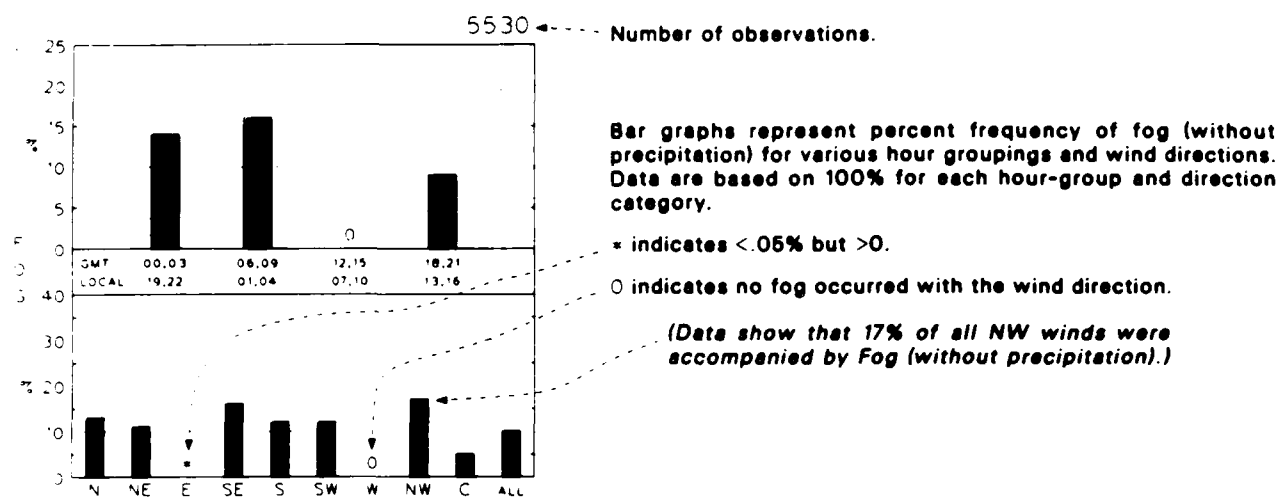 5530
Number of observations.
25
20
15
10
5
0
%
0
Bar graphs represent percent frequency of fog (without
precipitation) for various hour groupings and wind directions.
Data are based on 100% for each hour-group and direction
category.
* indicates <.05% but >0.
0 indicates no fog occurred with the wind direction.
(Data show that 17% of all NW winds were
accompanied by Fog (without precipitation).)
GMT 00,03 06,09 12,15 18,21
LOCAL 19,22 01,04 07,10 13,16
F
O
G
40
30
20
10
0
%
* 0
N NE E SE S SW W NW C ALL